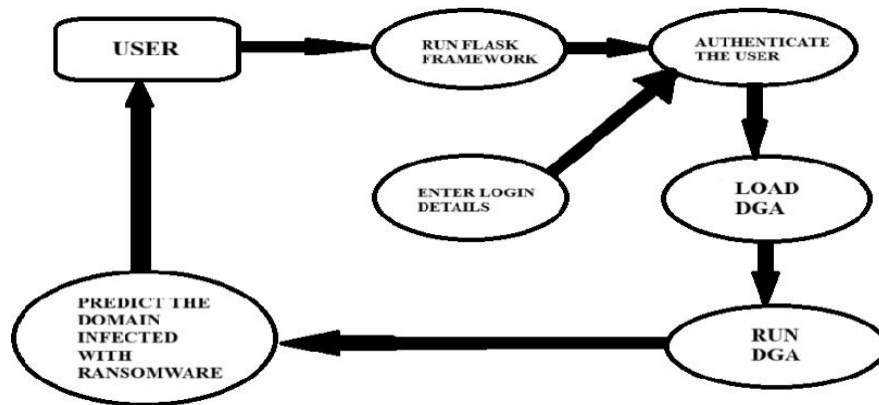 USER
RUN FLASK
FRAMEWORK
AUTHENTICATE
THE USER
ENTER LOGIN
DETAILS
LOAD
DGA
RUN
DGA
PREDICT THE
DOMAIN
INFECTED
WITH
RANSOMWARE